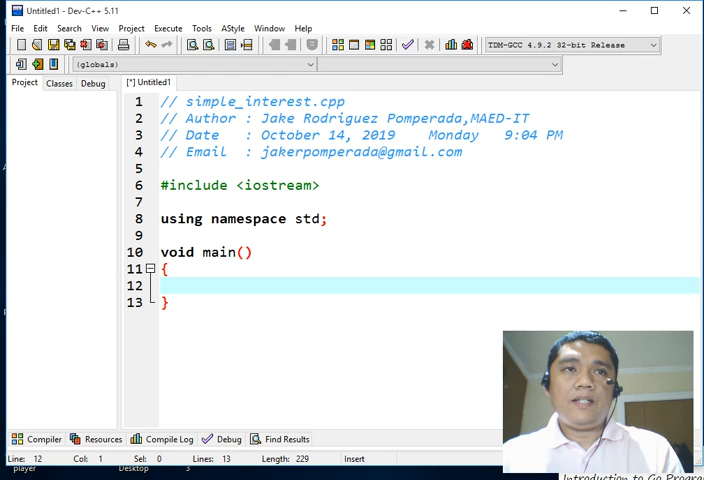 Untitled1 - Dev-C++ 5.11
File Edit Search View Project Execute Tools AStyle Window Help
TDM-GCC 4.9.2 32-bit Release
(globals)
Project Classes Debug
[*] Untitled1
1 // simple_interest.cpp
2 // Author : Jake Rodriguez Pomperada,MAED-IT
3 // Date : October 14, 2019 Monday 9:04 PM
4 // Email : jakerpomperada@gmail.com
5
6 #include <iostream>
7
8 using namespace std;
9
10 void main()
11 {
12
13 }
Compiler Resources Compile Log Debug Find Results
Line: 12 Col: 1 Sel: 0 Lines: 13 Length: 229 Insert
player Desktop 3
Introduction to Go